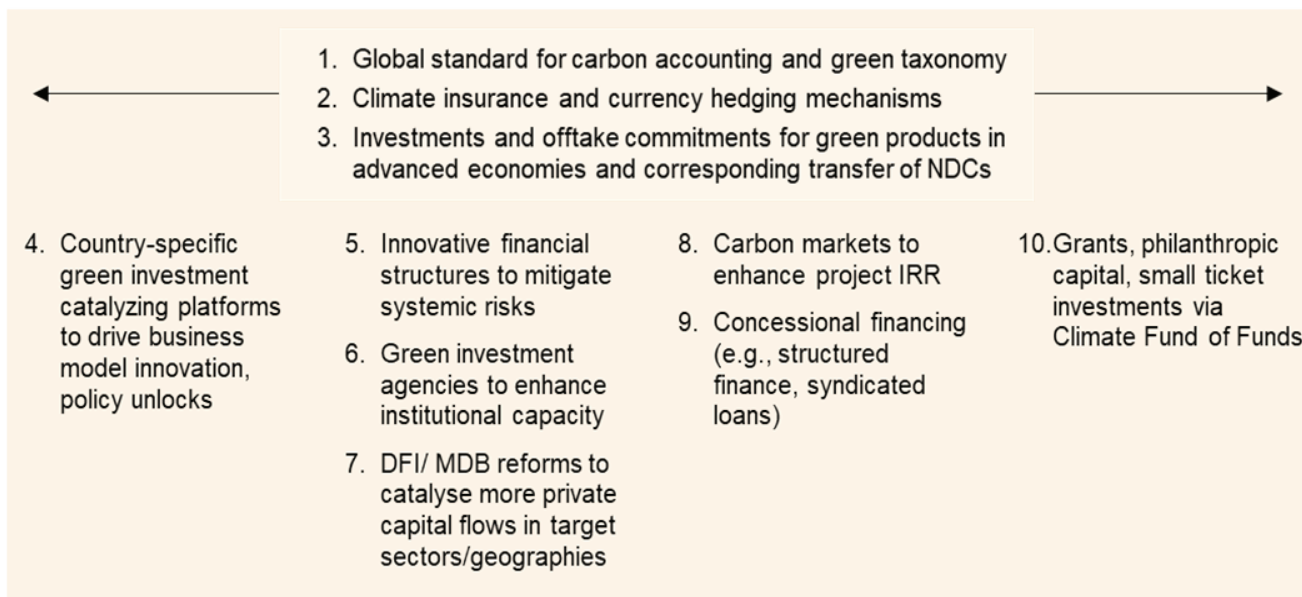 1. Global standard for carbon accounting and green taxonomy
2. Climate insurance and currency hedging mechanisms
3. Investments and offtake commitments for green products in
advanced economies and corresponding transfer of NDCs
4. Country-specific
green investment
catalyzing platforms
to drive business
model innovation,
policy unlocks
5. Innovative financial
structures to mitigate
systemic risks
6. Green investment
agencies to enhance
institutional capacity
7. DFI/ MDB reforms to
catalyse more private
capital flows in target
sectors/geographies
8. Carbon markets to
enhance project IRR
9. Concessional financing
(e.g., structured
finance, syndicated
loans)
10.Grants, philanthropic
capital, small ticket
investments via
Climate Fund of Funds